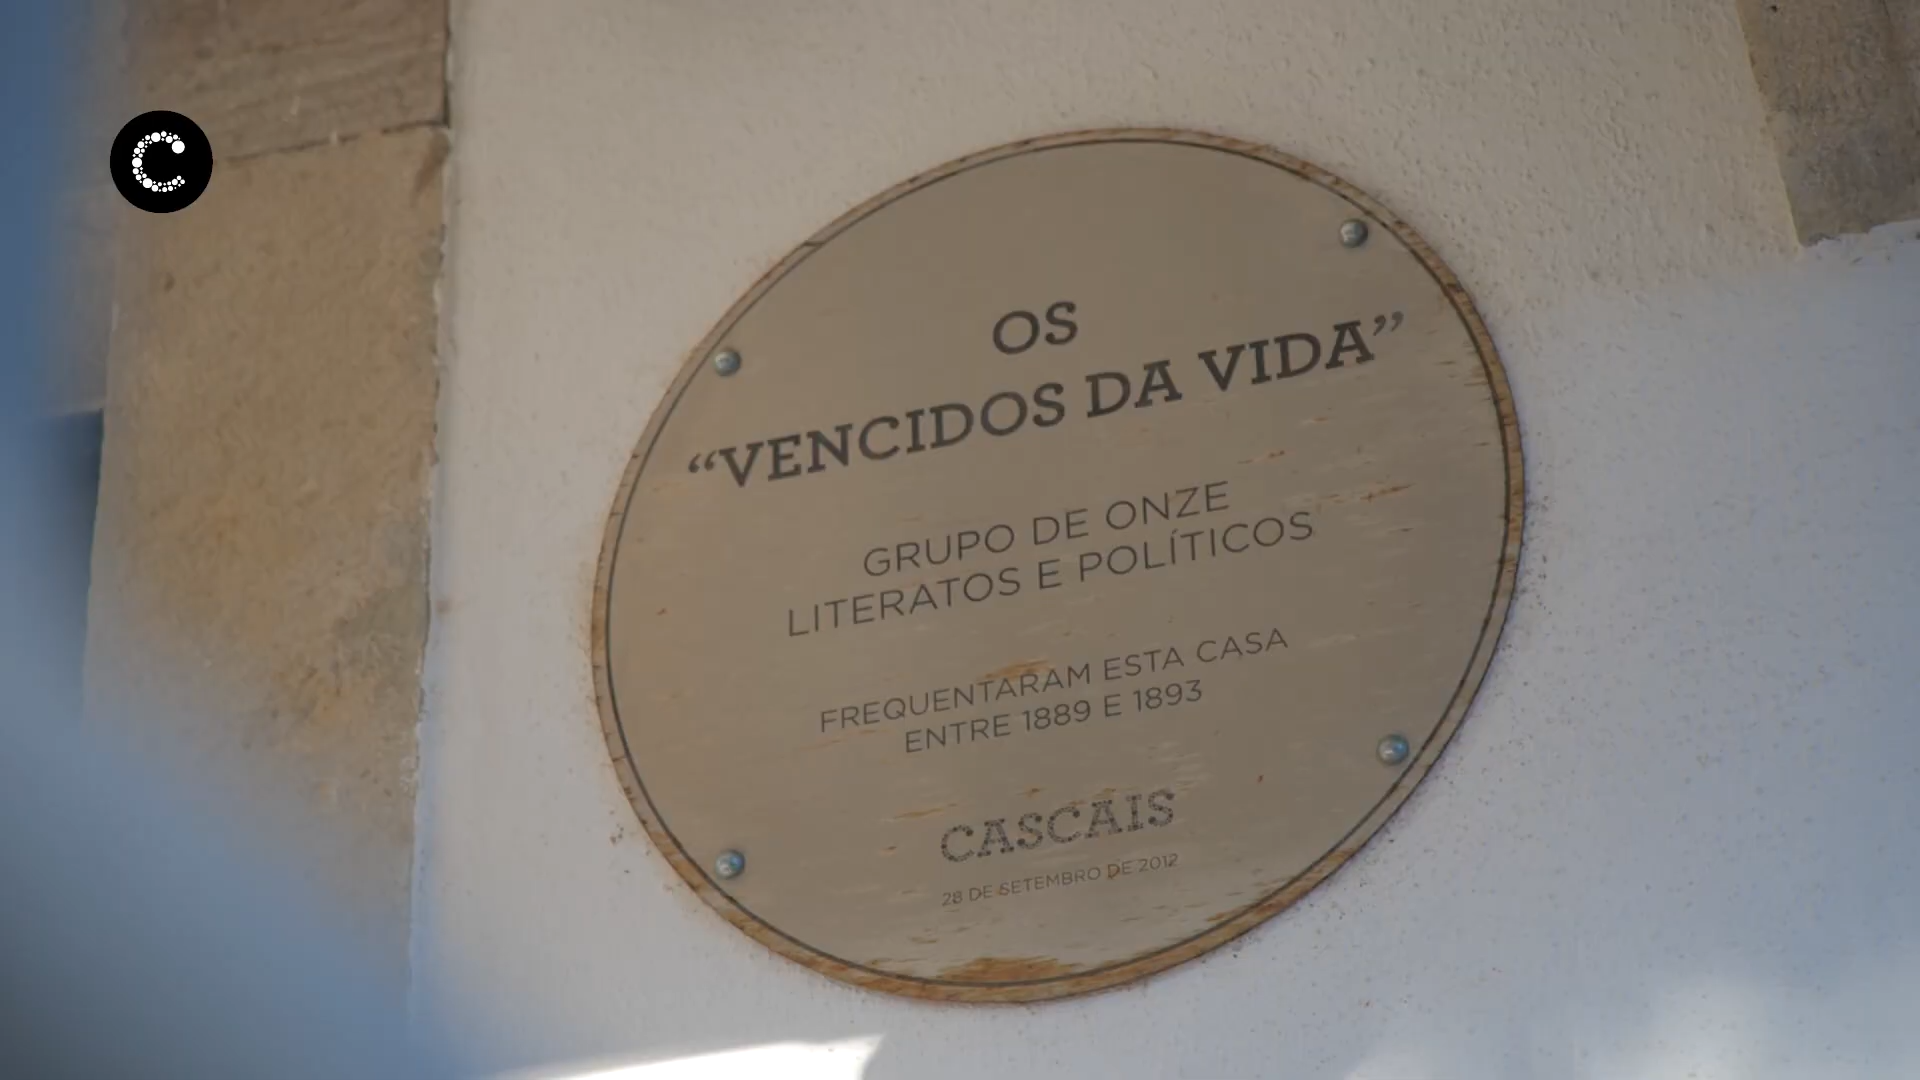 C
OS
“VENCIDOS DA VIDA”
GRUPO DE ONZE
LITERATOS E POLÍTICOS
FREQUENTARAM ESTA CASA
ENTRE 1889 E 1893
CASCAIS
28 DE SETEMBRO DE 2012